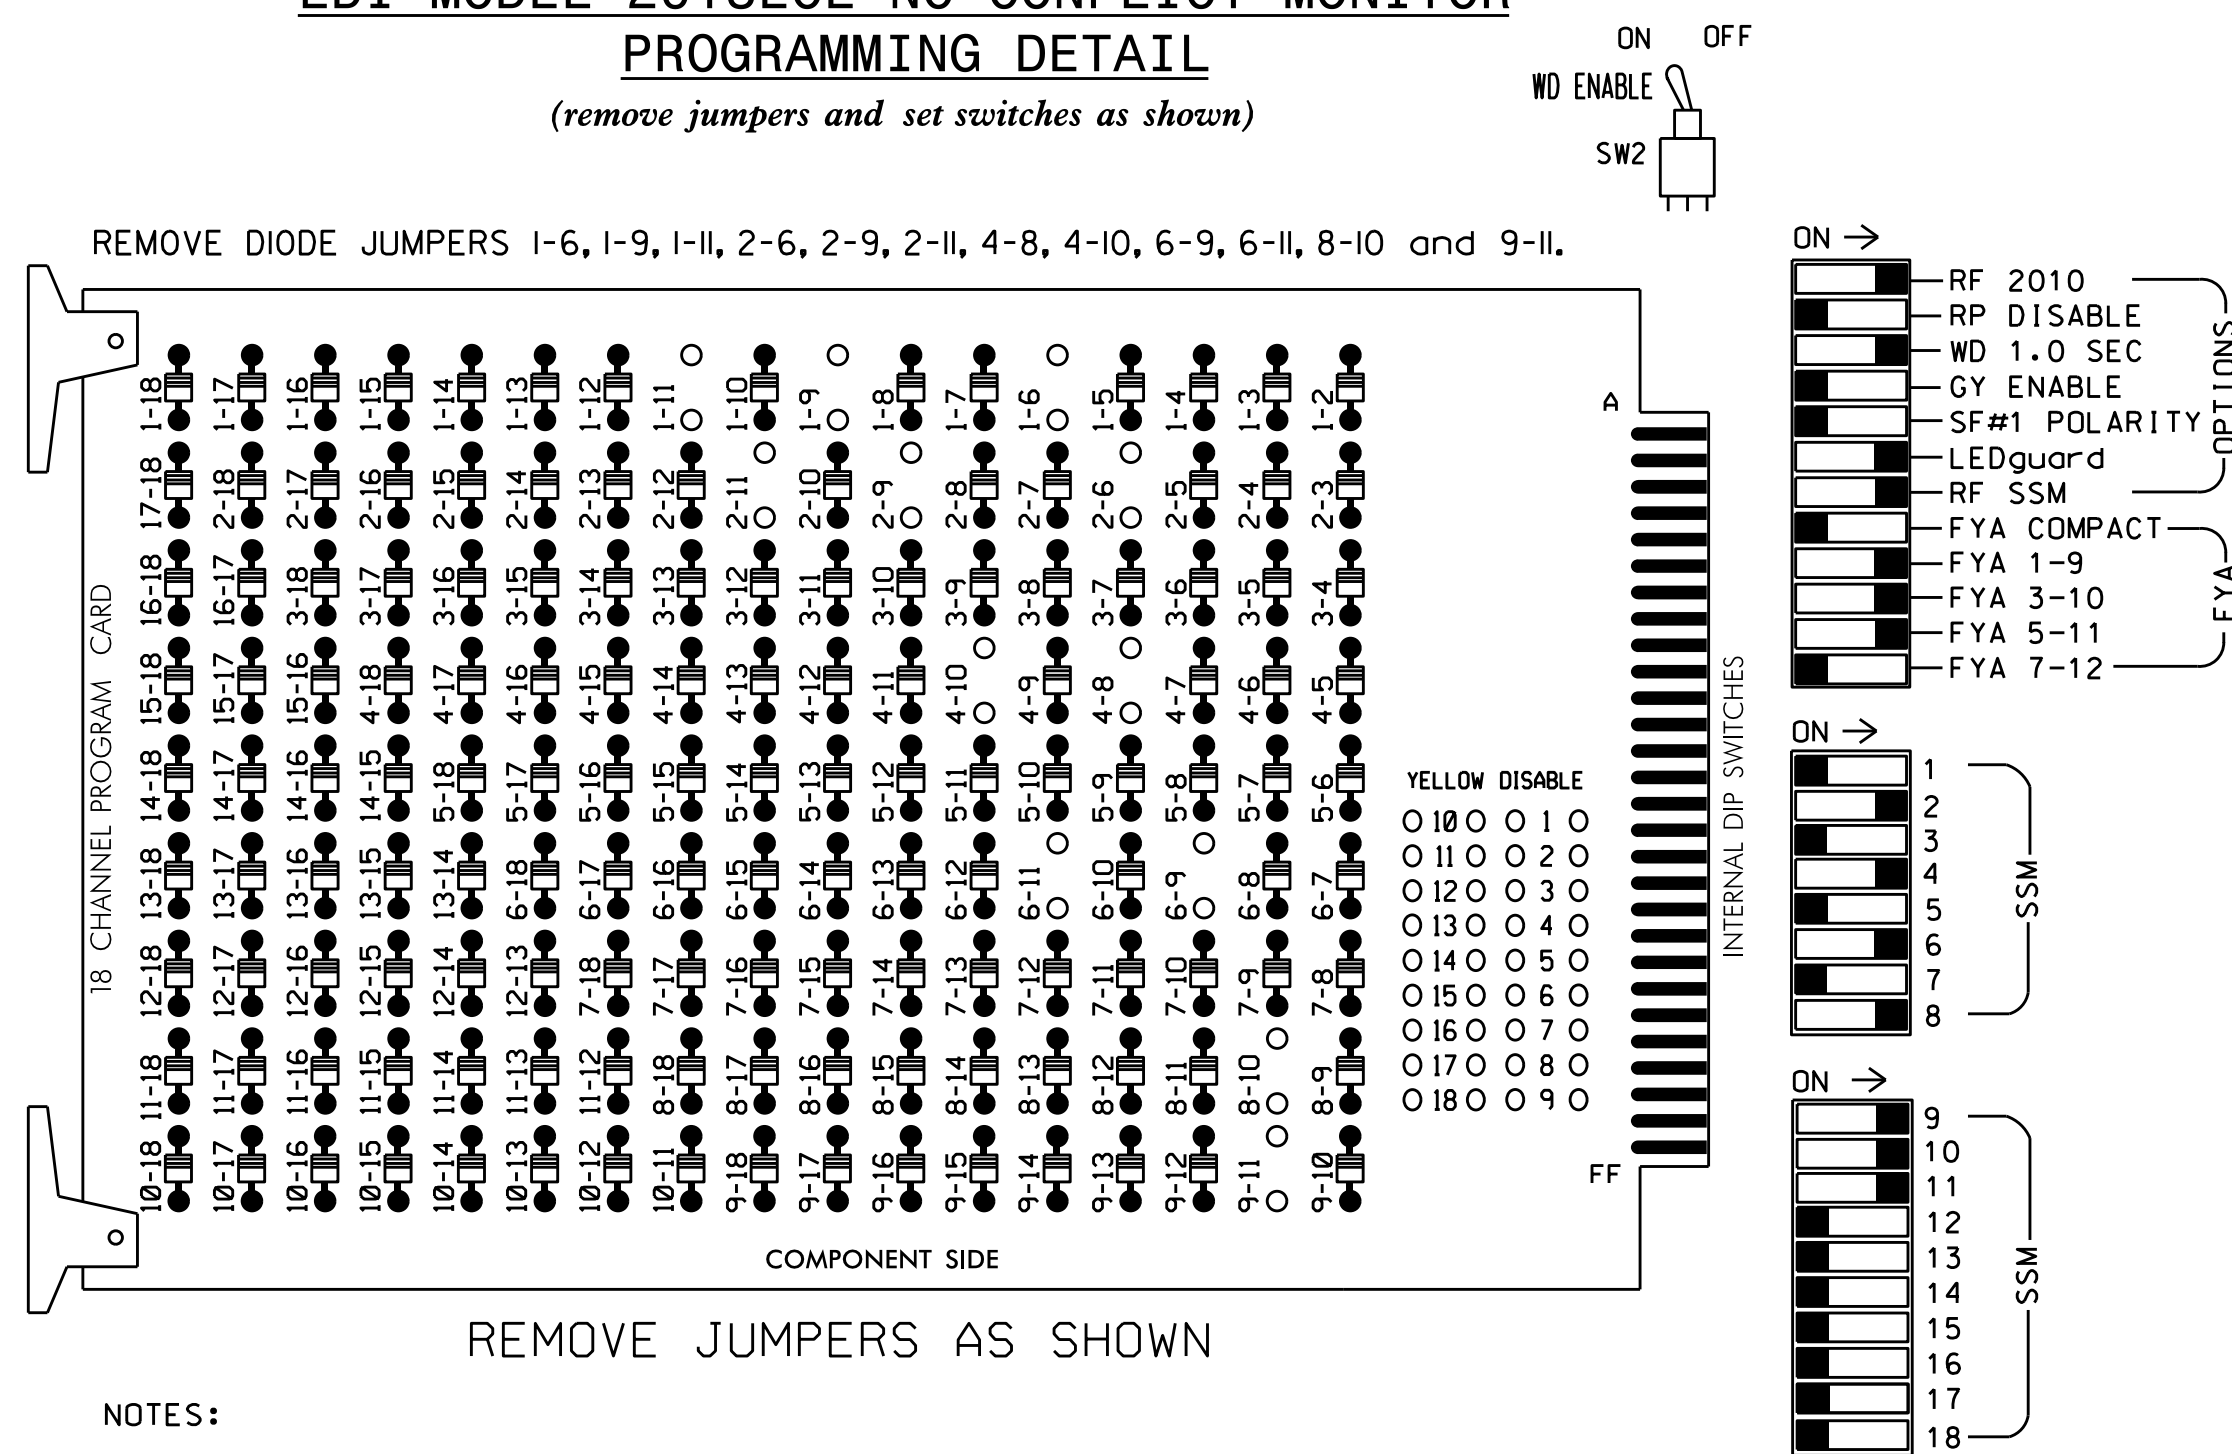 EDI MODEL 2018ECL-NC CONFLICT MONITOR
PROGRAMMING DETAIL
(remove jumpers and set switches as shown)
ON OFF
WD ENABLE
SW2
REMOVE DIODE JUMPERS 1-6, 1-9, 1-11, 2-6, 2-9, 2-11, 4-8, 4-10, 6-9, 6-11, 8-10 and 9-11.
18 CHANNEL PROGRAM CARD
1-18 1-17 1-16 1-15 1-14 1-13 1-12 1-11 1-10 1-9 1-8 1-7 1-6 1-5 1-4 1-3 1-2
17-18 2-18 2-17 2-16 2-15 2-14 2-13 2-12 2-11 2-10 2-9 2-8 2-7 2-6 2-5 2-4 2-3
16-18 16-17 3-18 3-17 3-16 3-15 3-14 3-13 3-12 3-11 3-10 3-9 3-8 3-7 3-6 3-5 3-4
15-18 15-17 15-16 4-18 4-17 4-16 4-15 4-14 4-13 4-12 4-11 4-10 4-9 4-8 4-7 4-6 4-5
14-18 14-17 14-16 14-15 5-18 5-17 5-16 5-15 5-14 5-13 5-12 5-11 5-10 5-9 5-8 5-7 5-6
13-18 13-17 13-16 13-15 13-14 6-18 6-17 6-16 6-15 6-14 6-13 6-12 6-11 6-10 6-9 6-8 6-7
12-18 12-17 12-16 12-15 12-14 12-13 7-18 7-17 7-16 7-15 7-14 7-13 7-12 7-11 7-10 7-9 7-8
11-18 11-17 11-16 11-15 11-14 11-13 11-12 8-18 8-17 8-16 8-15 8-14 8-13 8-12 8-11 8-10 8-9
10-18 10-17 10-16 10-15 10-14 10-13 10-12 10-11 9-18 9-17 9-16 9-15 9-14 9-13 9-12 9-11 9-10
A
YELLOW DISABLE
10 1
11 2
12 3
13 4
14 5
15 6
16 7
17 8
18 9
FF
COMPONENT SIDE
INTERNAL DIP SWITCHES
REMOVE JUMPERS AS SHOWN
NOTES:
ON
RF 2010
RP DISABLE
WD 1.0 SEC
GY ENABLE
SF#1 POLARITY
LEDguard
RF SSM
OPTIONS
FYA COMPACT
FYA 1-9
FYA 3-10
FYA 5-11
FYA 7-12
FYA
ON
1
2
3
4
5
6
7
8
SSM
ON
9
10
11
12
13
14
15
16
17
18
SSM